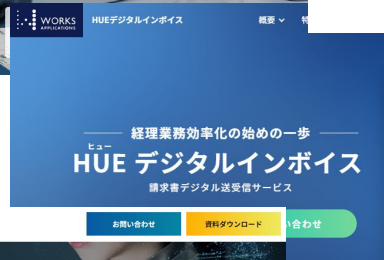 WORKS
APPLICATIONS
HUEデジタルインボイス
概要
経理業務効率化の始めの一歩
ヒュー
HUE デジタルインボイス
請求書デジタル送受信サービス
お問い合わせ
資料ダウンロード
い合わせ